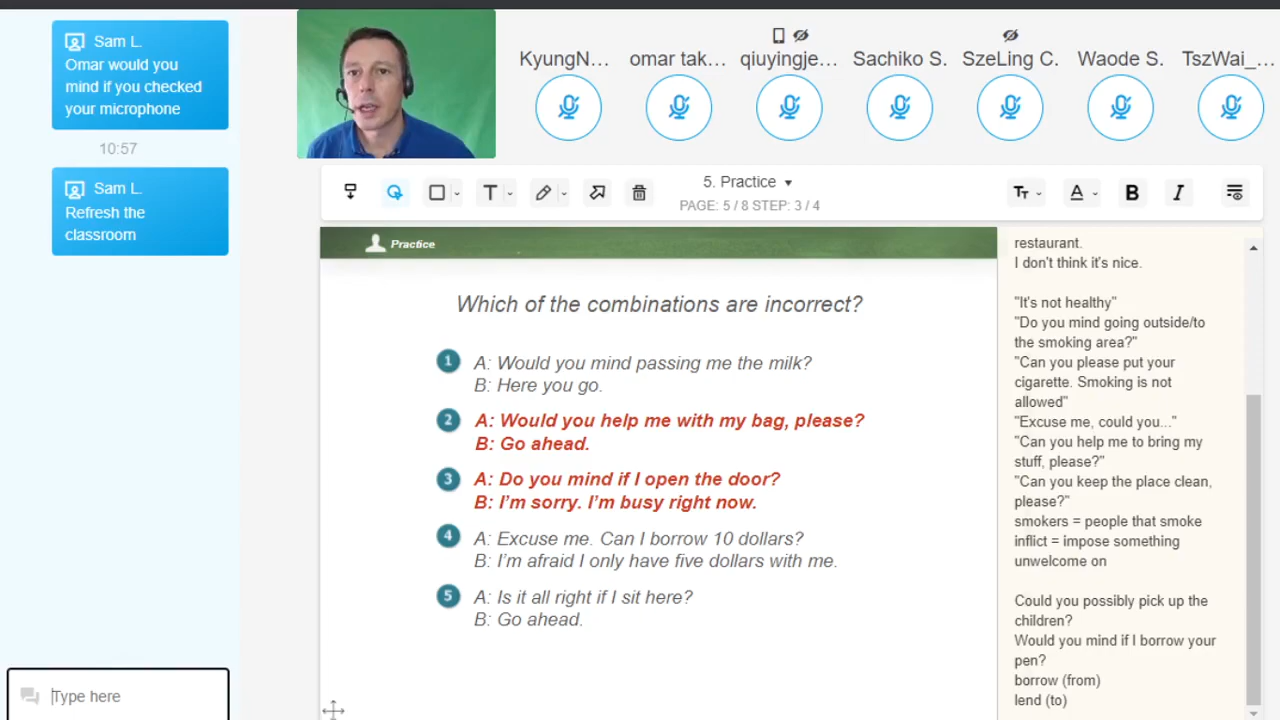 Sam L.
Omar would you
mind if you checked
your microphone
10:57
Sam L.
Refresh the
classroom
Type here
KyungN...
omar tak...
qiuyingje...
Sachiko S.
SzeLing C.
Waode S.
TszWai_...
5. Practice
PAGE: 5 / 8 STEP: 3 / 4
T
TT
A
B
I
Practice
Which of the combinations are incorrect?
1 A: Would you mind passing me the milk?
B: Here you go.
2 A: Would you help me with my bag, please?
B: Go ahead.
3 A: Do you mind if I open the door?
B: I'm sorry. I'm busy right now.
4 A: Excuse me. Can I borrow 10 dollars?
B: I'm afraid I only have five dollars with me.
5 A: Is it all right if I sit here?
B: Go ahead.
restaurant.
I don't think it's nice.
"It's not healthy"
"Do you mind going outside/to
the smoking area?"
"Can you please put your
cigarette. Smoking is not
allowed"
"Excuse me, could you..."
"Can you help me to bring my
stuff, please?"
"Can you keep the place clean,
please?"
smokers = people that smoke
inflict = impose something
unwelcome on
Could you possibly pick up the
children?
Would you mind if I borrow your
pen?
borrow (from)
lend (to)